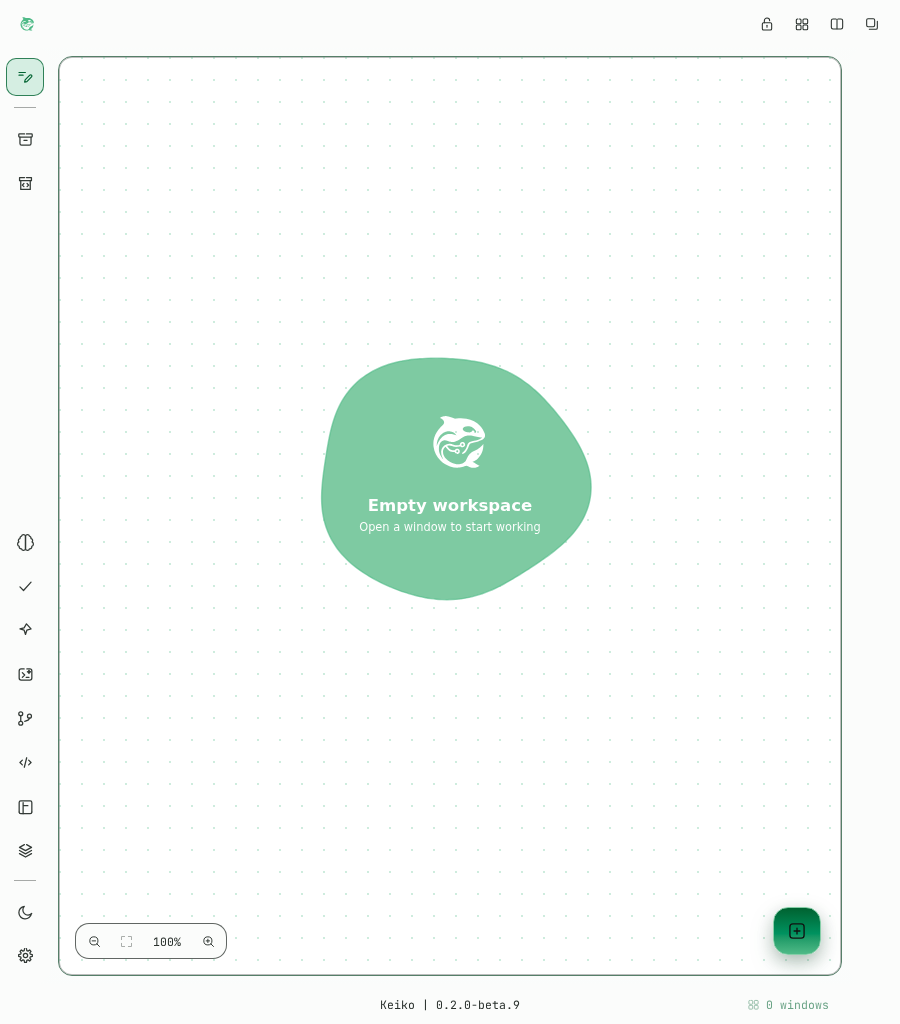 Empty workspace
Open a window to start working
100%
Keiko | 0.2.0-beta.9
0 windows